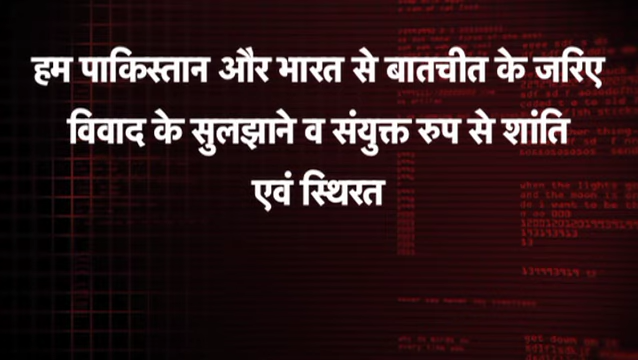 हम पाकिस्तान और भारत से बातचीत के जरिए
विवाद के सुलझाने व संयुक्त रुप से शांति
एवं स्थिरत